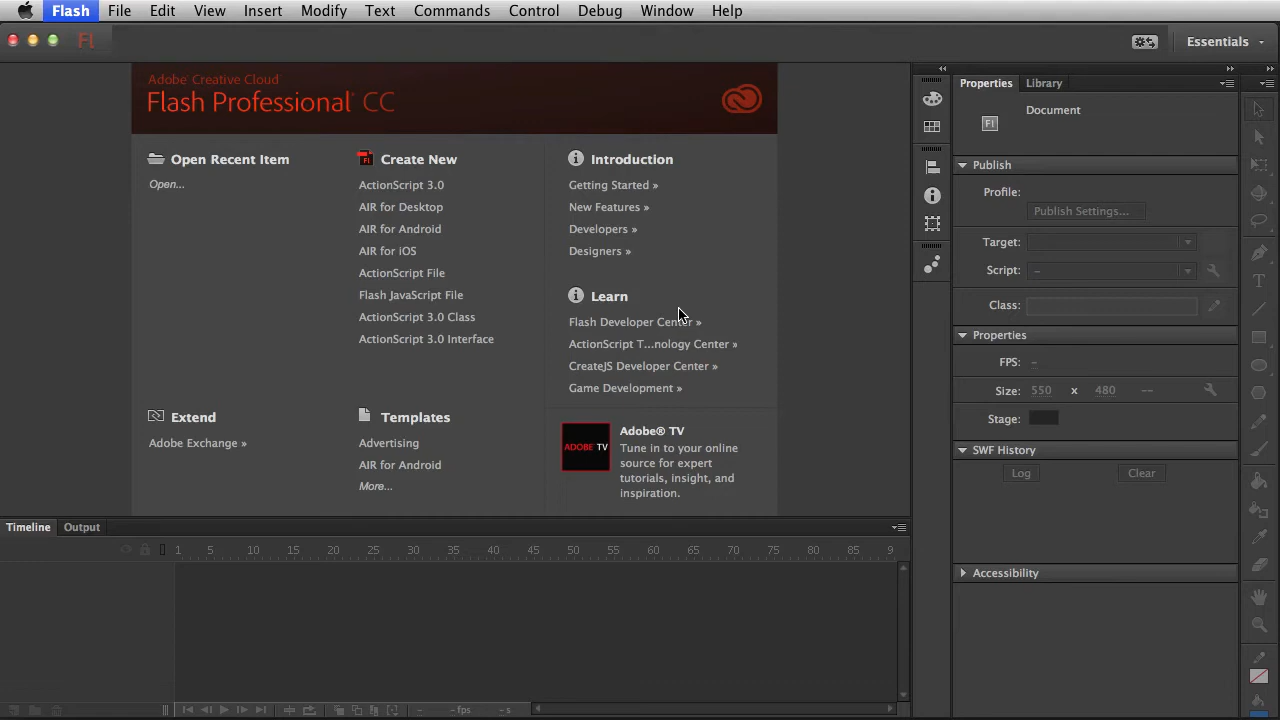 Flash File Edit View Insert Modify Text Commands Control Debug Window Help
Fl Essentials
Adobe® Creative Cloud™
Flash Professional® CC
Open Recent Item
Open...
Create New
ActionScript 3.0
AIR for Desktop
AIR for Android
AIR for iOS
ActionScript File
Flash JavaScript File
ActionScript 3.0 Class
ActionScript 3.0 Interface
Introduction
Getting Started »
New Features »
Developers »
Designers »
Learn
Flash Developer Center »
ActionScript T...nology Center »
CreateJS Developer Center »
Game Development »
Extend
Adobe Exchange »
Templates
Advertising
AIR for Android
More...
ADOBE TV
Adobe® TV
Tune in to your online
source for expert
tutorials, insight, and
inspiration.
Properties Library
Fl Document
Publish
Profile:
Publish Settings...
Target:
Script: –
Class:
Properties
FPS: –
Size: 550 x 480 --
Stage:
SWF History
Log Clear
Accessibility
Timeline Output
1 5 10 15 20 25 30 35 40 45 50 55 60 65 70 75 80 85 9
– – fps – s